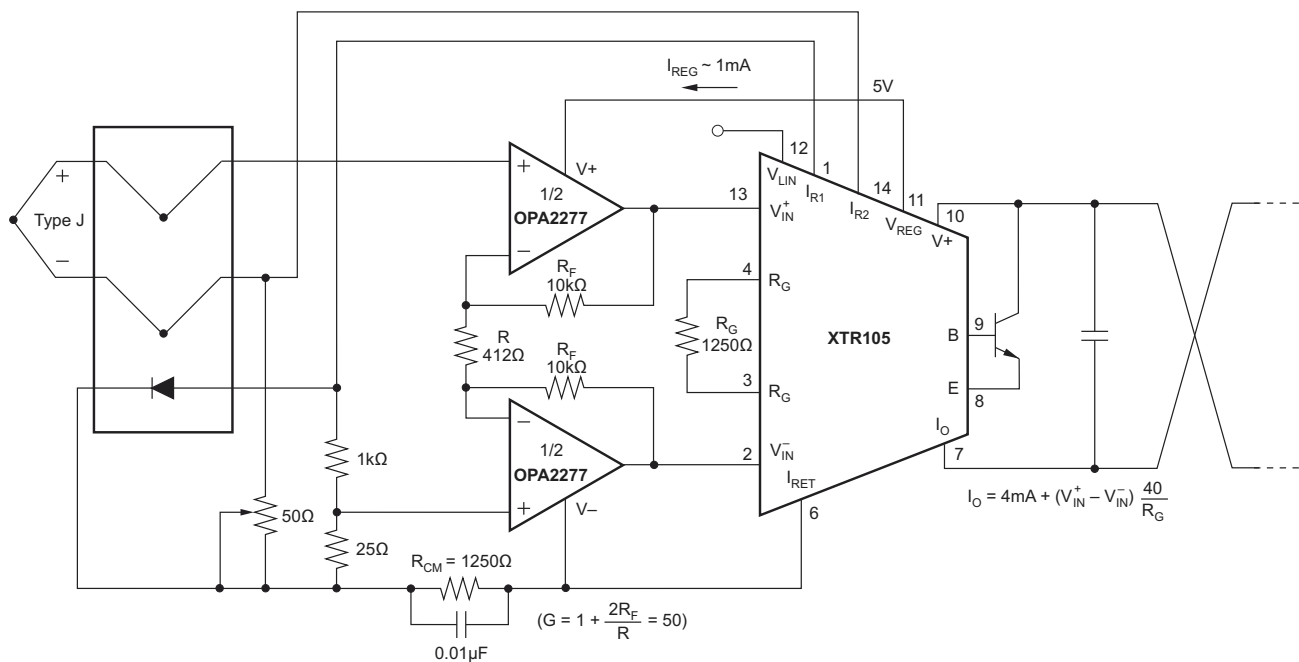 I_REG ~ 1mA
5V
12
1
14
11
10
V+
V_LIN
I_R1
I_R2
V_REG
V+
+
Type J
−
+
1/2
OPA2277
−
13
V_IN^+
R_F
10kΩ
4
R_G
R
412Ω
R_G
1250Ω
XTR105
B
9
R_F
10kΩ
3
R_G
E
8
−
1/2
OPA2277
+
V–
1kΩ
2
V_IN^−
I_RET
6
I_O
7
I_O = 4mA + (V_IN^+ − V_IN^−) 40/R_G
50Ω
25Ω
R_CM = 1250Ω
0.01µF
(G = 1 + 2R_F/R = 50)